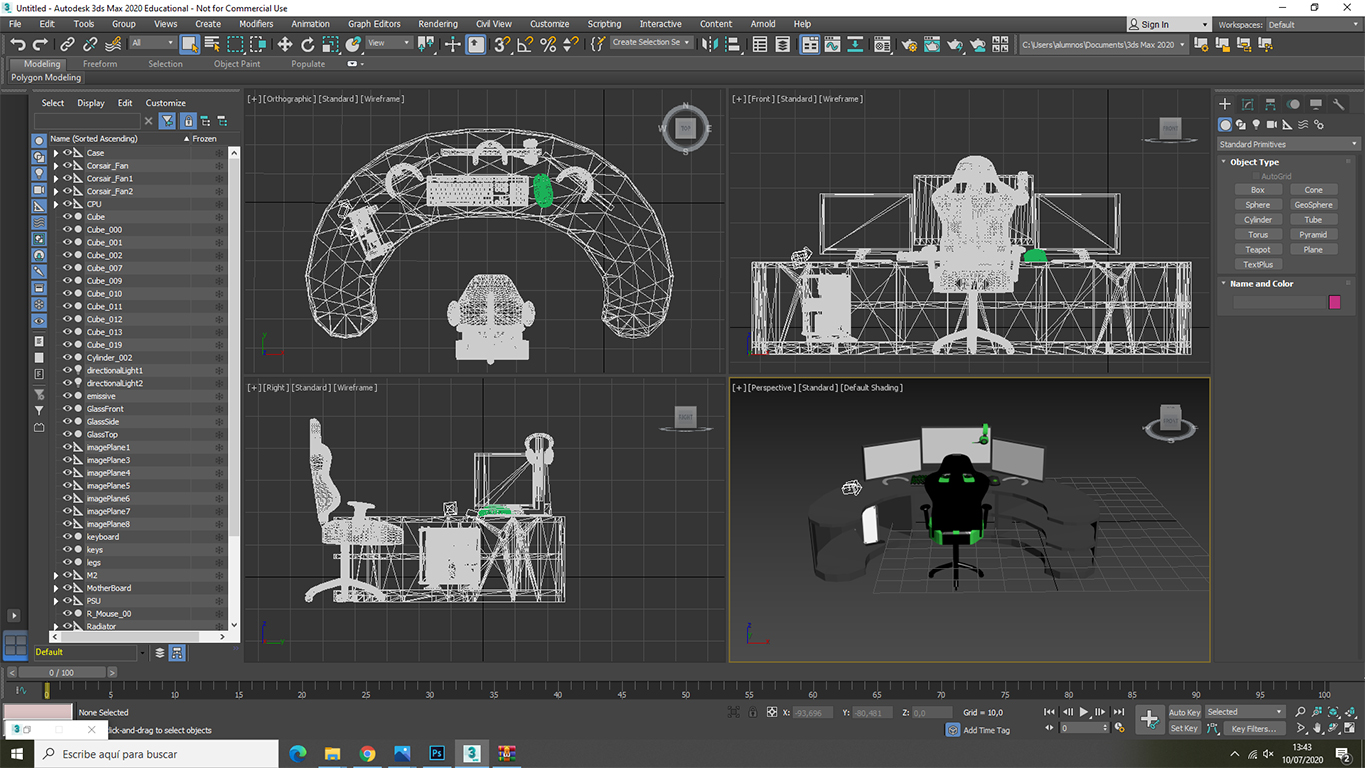 Untitled - Autodesk 3ds Max 2020 Educational - Not for Commercial Use
File Edit Tools Group Views Create Modifiers Animation Graph Editors Rendering Civil View Customize Scripting Interactive Content Arnold Help
Sign In Workspaces: Default
All View Create Selection Se C:\Users\alumnos\Documents\3ds Max 2020
Modeling Freeform Selection Object Paint Populate
Polygon Modeling
Select Display Edit Customize
Name (Sorted Ascending) Frozen
Case
Corsair_Fan
Corsair_Fan1
Corsair_Fan2
CPU
Cube
Cube_000
Cube_001
Cube_002
Cube_007
Cube_009
Cube_010
Cube_011
Cube_012
Cube_013
Cube_019
Cylinder_002
directionalLight1
directionalLight2
emissive
GlassFront
GlassSide
GlassTop
imagePlane1
imagePlane3
imagePlane4
imagePlane5
imagePlane6
imagePlane7
imagePlane8
keyboard
keys
legs
M2
MotherBoard
PSU
R_Mouse_00
Radiator
Default
[+] [Orthographic] [Standard] [Wireframe]
N
W TOP E
S
[+] [Front] [Standard] [Wireframe]
FRONT
[+] [Right] [Standard] [Wireframe]
RIGHT
[+] [Perspective] [Standard] [Default Shading]
FRONT
S
Standard Primitives
Object Type
AutoGrid
Box Cone
Sphere GeoSphere
Cylinder Tube
Torus Pyramid
Teapot Plane
TextPlus
Name and Color
0 / 100
0 5 10 15 20 25 30 35 40 45 50 55 60 65 70 75 80 85 90 95 100
None Selected X: -93,696 Y: -80,481 Z: 0,0 Grid = 10,0 Auto Key Selected
lick-and-drag to select objects Add Time Tag 0 Set Key Key Filters...
Escribe aquí para buscar
13:43
10/07/2020
2